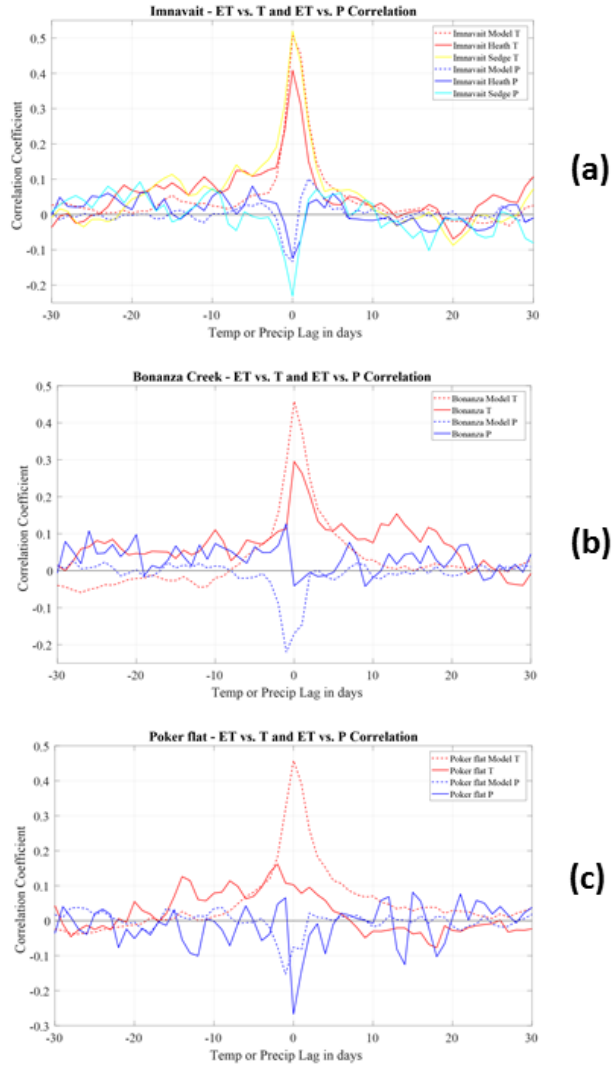 Imnavait - ET vs. T and ET vs. P Correlation
Imnavait Model T
Imnavait Heath T
Imnavait Sedge T
Imnavait Model P
Imnavait Heath P
Imnavait Sedge P
0.5
0.4
0.3
0.2
0.1
0
-0.1
-0.2
Correlation Coefficient
-30 -20 -10 0 10 20 30
Temp or Precip Lag in days
(a)
Bonanza Creek - ET vs. T and ET vs. P Correlation
Bonanza Model T
Bonanza T
Bonanza Model P
Bonanza P
0.5
0.4
0.3
0.2
0.1
0
-0.1
-0.2
Correlation Coefficient
-30 -20 -10 0 10 20 30
Temp or Precip Lag in days
(b)
Poker flat - ET vs. T and ET vs. P Correlation
Poker flat Model T
Poker flat T
Poker flat Model P
Poker flat P
0.5
0.4
0.3
0.2
0.1
0
-0.1
-0.2
-0.3
Correlation Coefficient
-30 -20 -10 0 10 20 30
Temp or Precip Lag in days
(c)